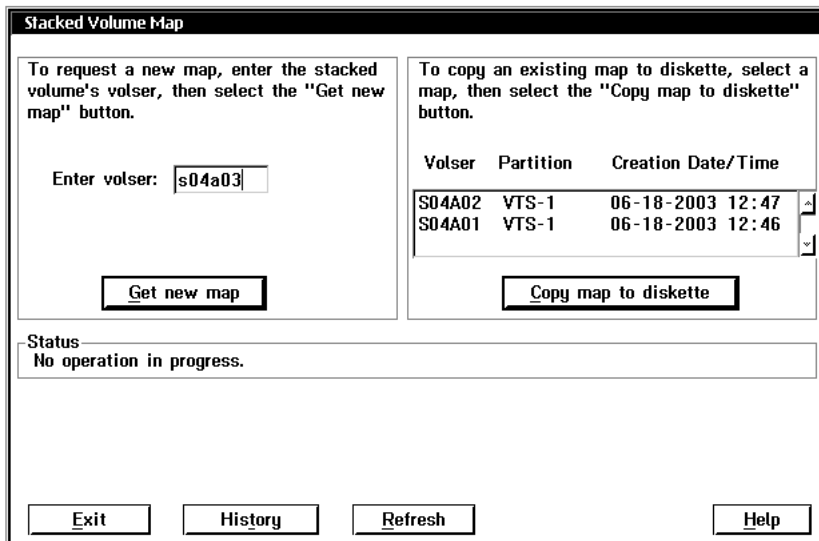 Stacked Volume Map
To request a new map, enter the stacked
volume's volser, then select the "Get new
map" button.
Enter volser: s04a03
Get new map
To copy an existing map to diskette, select a
map, then select the "Copy map to diskette"
button.
Volser Partition Creation Date/Time
S04A02 VTS-1 06-18-2003 12:47
S04A01 VTS-1 06-18-2003 12:46
Copy map to diskette
Status
No operation in progress.
Exit History Refresh Help